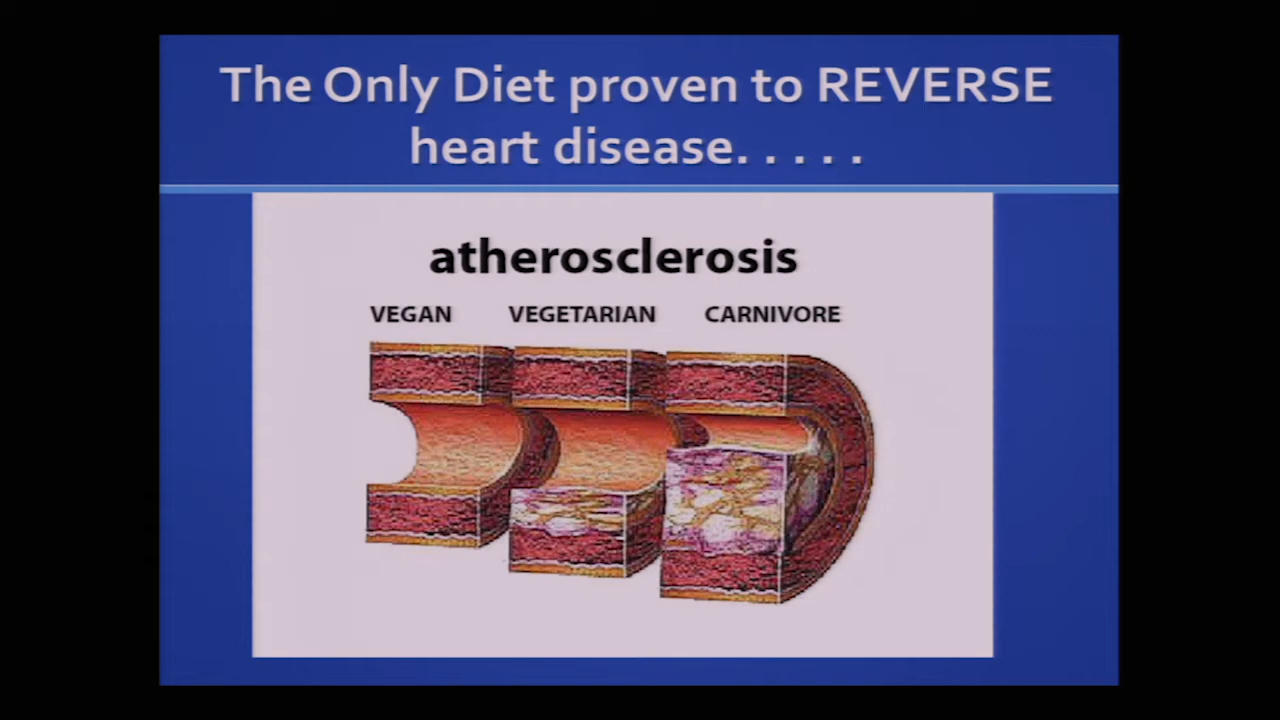 The Only Diet proven to REVERSE
heart disease. . . . .
atherosclerosis
VEGAN VEGETARIAN CARNIVORE